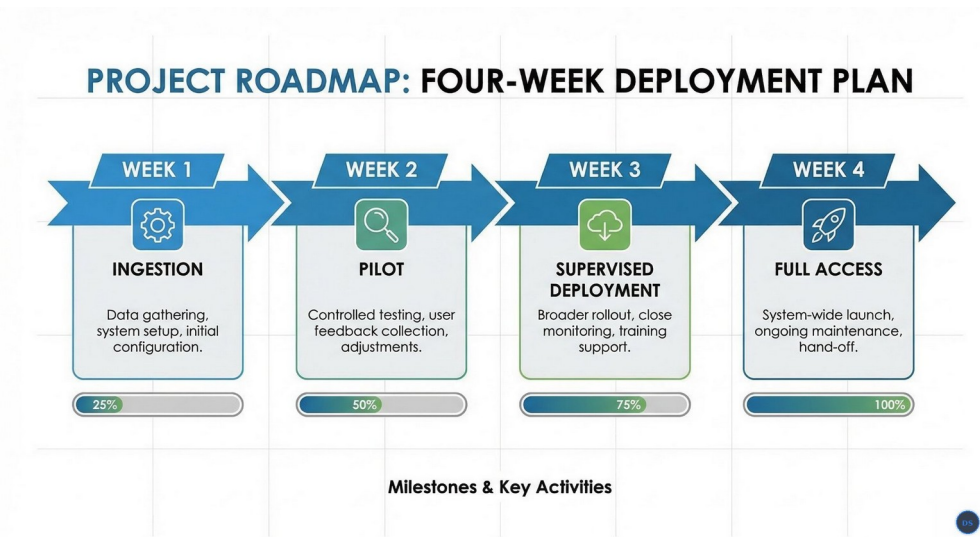 PROJECT ROADMAP: FOUR-WEEK DEPLOYMENT PLAN
WEEK 1
INGESTION
Data gathering,
system setup, initial
configuration.
25%
WEEK 2
PILOT
Controlled testing, user
feedback collection,
adjustments.
50%
WEEK 3
SUPERVISED
DEPLOYMENT
Broader rollout, close
monitoring, training
support.
75%
WEEK 4
FULL ACCESS
System-wide launch,
ongoing maintenance,
hand-off.
100%
Milestones & Key Activities
DS